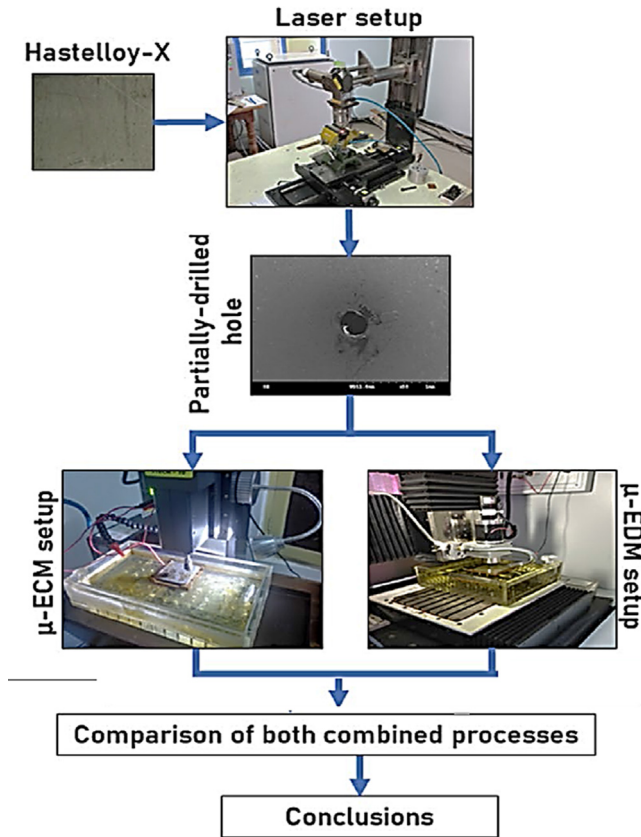 Laser setup
Hastelloy-X
Partially-drilled
hole
μ-ECM setup
μ-EDM setup
Comparison of both combined processes
Conclusions